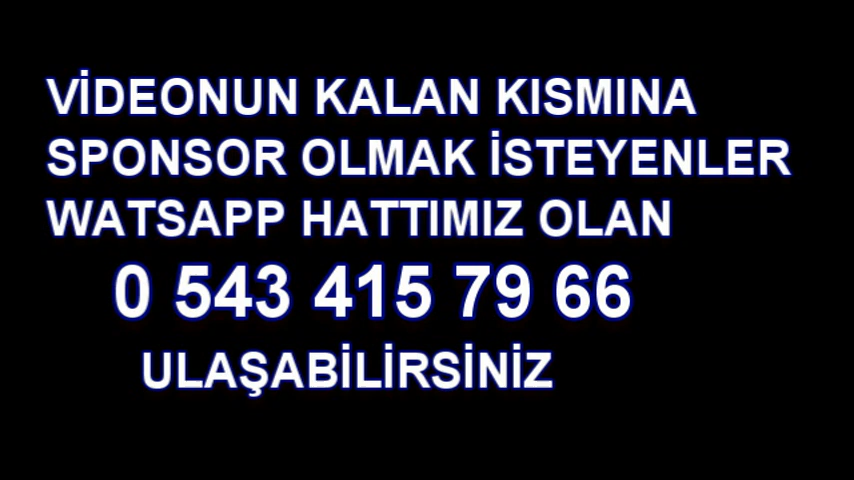 VİDEONUN KALAN KISMINA
SPONSOR OLMAK İSTEYENLER
WATSAPP HATTIMIZ OLAN
0 543 415 79 66
ULAŞABİLİRSİNİZ